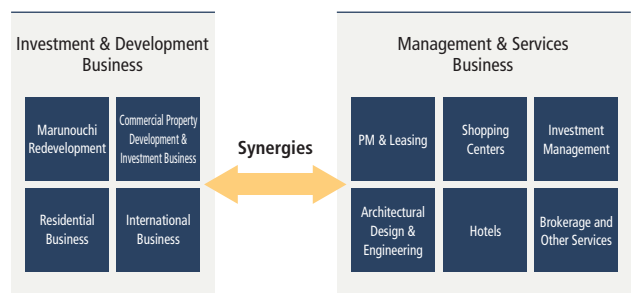 Investment & Development
Business
Marunouchi
Redevelopment
Commercial Property
Development &
Investment Business
Residential
Business
International
Business
Synergies
Management & Services
Business
PM & Leasing
Shopping
Centers
Investment
Management
Architectural
Design &
Engineering
Hotels
Brokerage and
Other Services